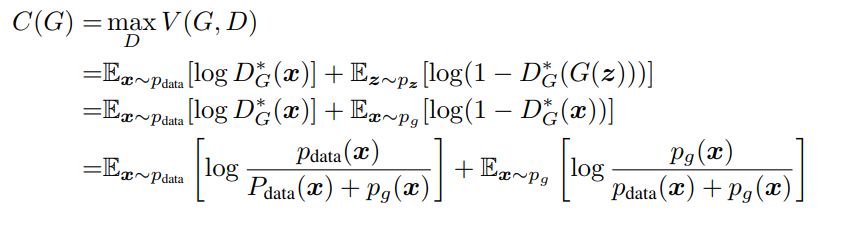 C(G) = max_D V(G, D)
=𝔼_{x∼p_data}[log D*_G(x)] + 𝔼_{z∼p_z}[log(1 − D*_G(G(z)))]
=𝔼_{x∼p_data}[log D*_G(x)] + 𝔼_{x∼p_g}[log(1 − D*_G(x))]
=𝔼_{x∼p_data}[log p_data(x) / (P_data(x) + p_g(x))] + 𝔼_{x∼p_g}[log p_g(x) / (p_data(x) + p_g(x))]